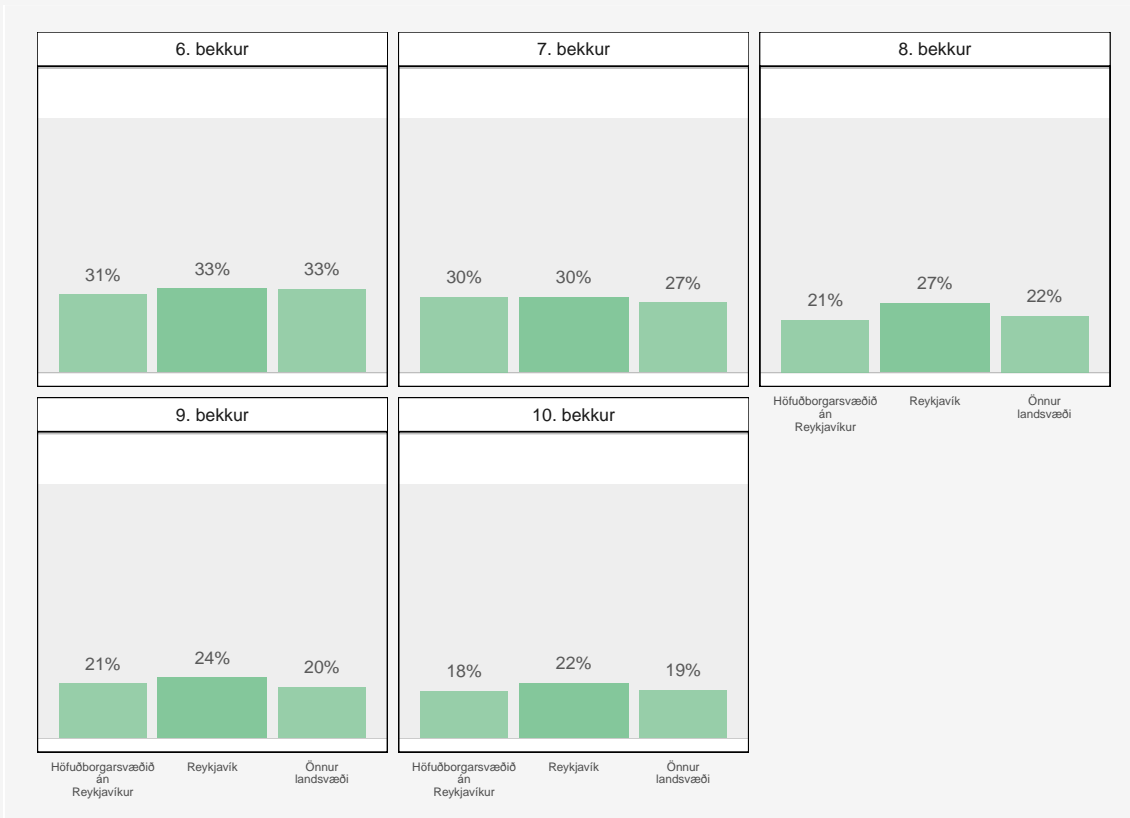 6. bekkur
7. bekkur
8. bekkur
31%
33%
33%
30%
30%
27%
21%
27%
22%
Höfuðborgarsvæðið
án
Reykjavíkur
Reykjavík
Önnur
landsvæði
9. bekkur
10. bekkur
21%
24%
20%
18%
22%
19%
Höfuðborgarsvæðið
án
Reykjavíkur
Reykjavík
Önnur
landsvæði
Höfuðborgarsvæðið
án
Reykjavíkur
Reykjavík
Önnur
landsvæði